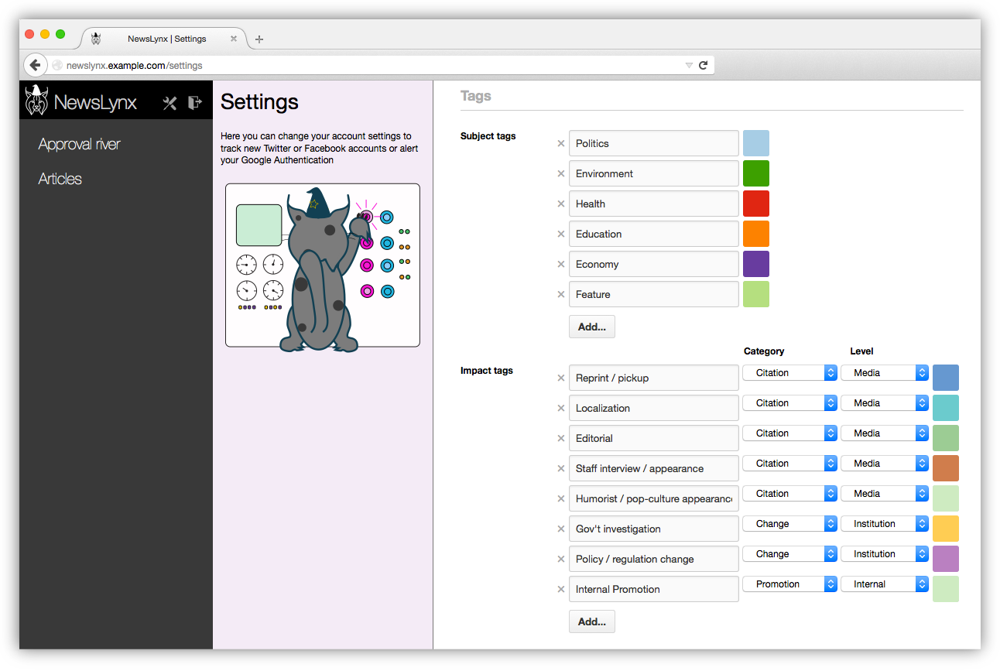 NewsLynx | Settings
newslynx.example.com/settings
NewsLynx
Approval river
Articles
Settings
Here you can change your account settings to
track new Twitter or Facebook accounts or alert
your Google Authentication
Tags
Subject tags
Politics
Environment
Health
Education
Economy
Feature
Add...
Category Level
Impact tags
Reprint / pickup Citation Media
Localization Citation Media
Editorial Citation Media
Staff interview / appearance Citation Media
Humorist / pop-culture appearance Citation Media
Gov't investigation Change Institution
Policy / regulation change Change Institution
Internal Promotion Promotion Internal
Add...